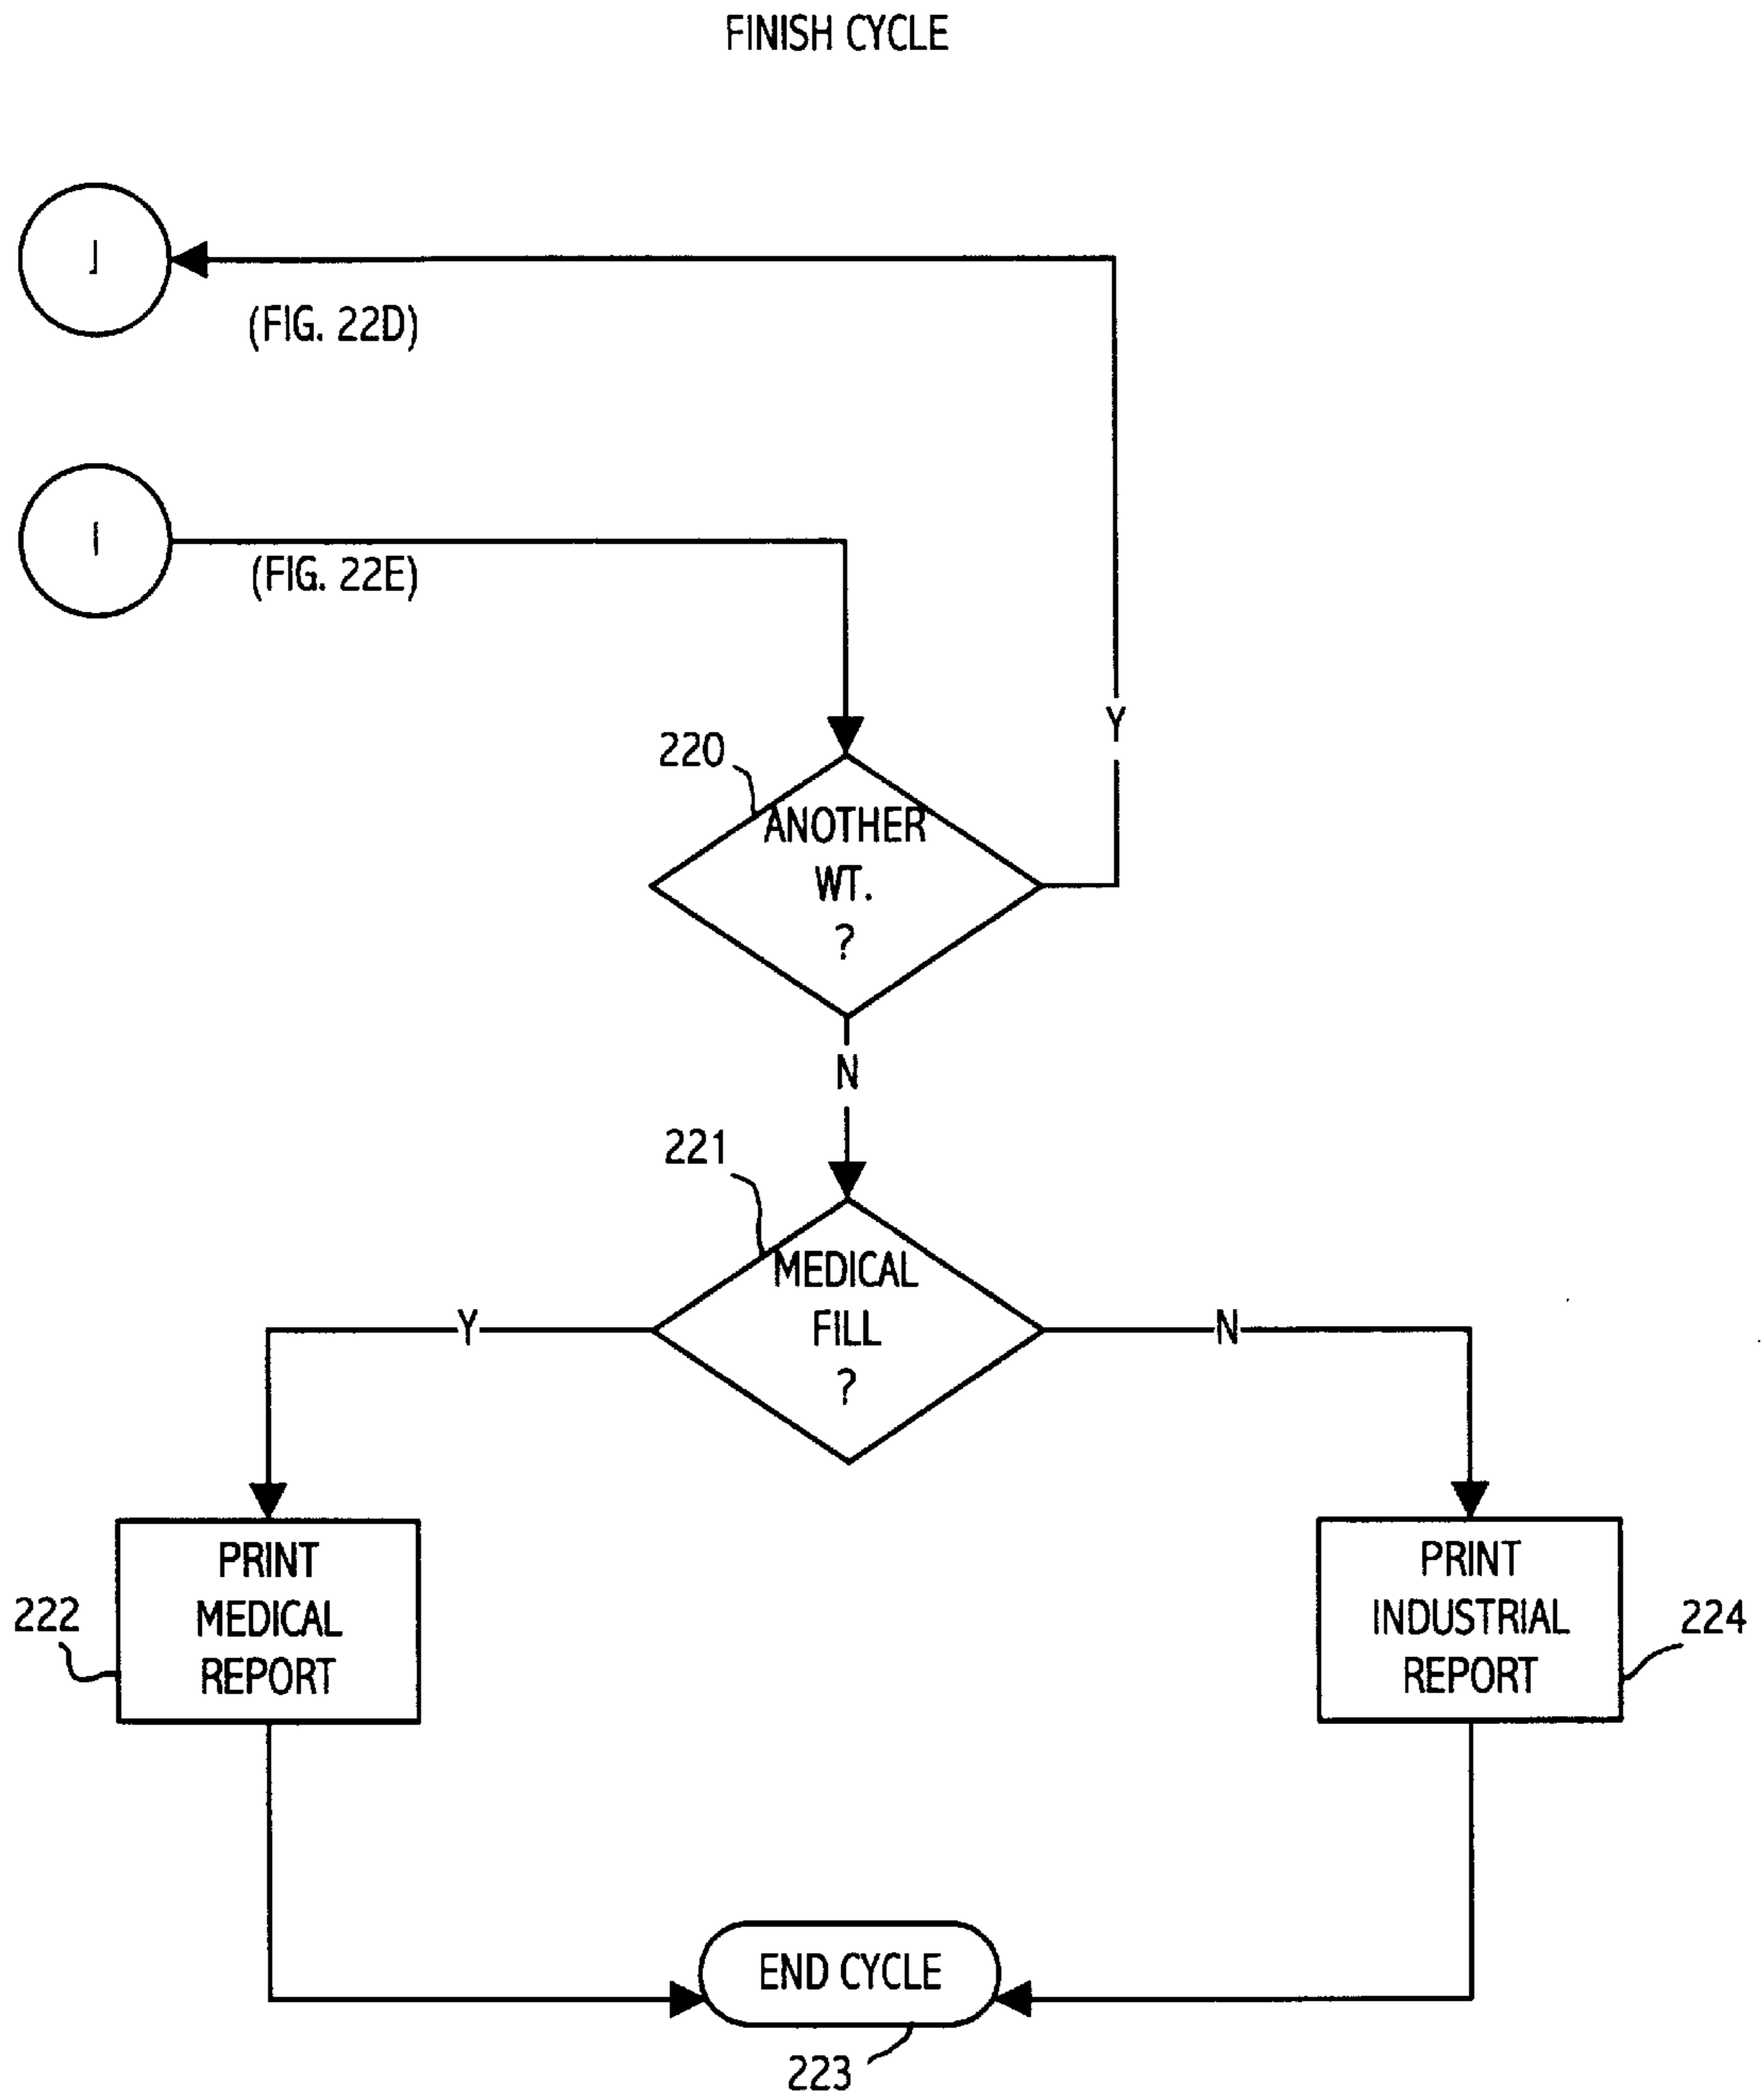 FINISH CYCLE
J
(FIG. 22D)
I
(FIG. 22E)
Y
220
ANOTHER
WT.
?
N
221
MEDICAL
FILL
?
Y
N
PRINT
MEDICAL
REPORT
222
PRINT
INDUSTRIAL
REPORT
224
END CYCLE
223